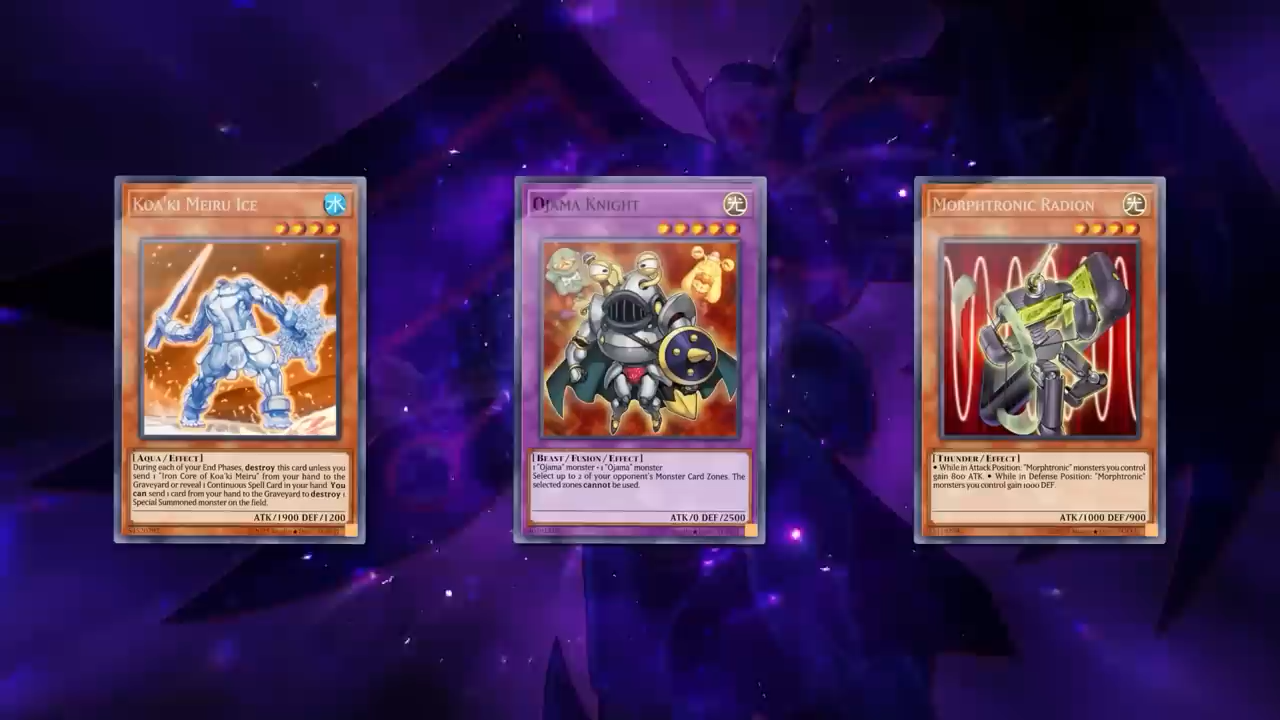 Koa'ki Meiru Ice
水
[Aqua / Effect]
During each of your End Phases, destroy this card unless you
send 1 "Iron Core of Koa'ki Meiru" from your hand to the
Graveyard or reveal 1 Continuous Spell Card in your hand. You
can send 1 card from your hand to the Graveyard to destroy 1
Special Summoned monster on the field.
ATK/1900 DEF/1200
Ojama Knight
光
[Beast / Fusion / Effect]
1 "Ojama" monster + 1 "Ojama" monster
Select up to 2 of your opponent's Monster Card Zones. The
selected zones cannot be used.
ATK/0 DEF/2500
Morphtronic Radion
光
[Thunder / Effect]
• While in Attack Position: "Morphtronic" monsters you control
gain 800 ATK. • While in Defense Position: "Morphtronic"
monsters you control gain 1000 DEF.
ATK/1000 DEF/900